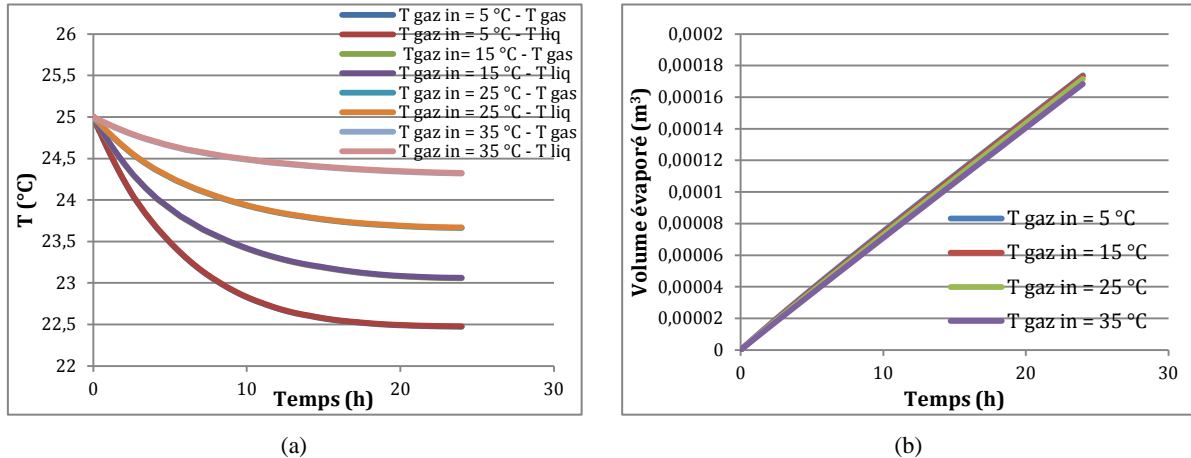 26
25,5
25
24,5
24
23,5
23
22,5
22
T (°C)
0
10
20
30
Temps (h)
T gaz in = 5 °C - T gas
T gaz in = 5 °C - T liq
T gaz in= 15 °C - T gas
T gaz in = 15 °C - T liq
T gaz in = 25 °C - T gas
T gaz in = 25 °C - T liq
T gaz in = 35 °C - T gas
T gaz in = 35 °C - T liq
(a)
0,0002
0,00018
0,00016
0,00014
0,00012
0,0001
0,00008
0,00006
0,00004
0,00002
0
Volume évaporé (m³)
0
10
20
30
Temps (h)
T gaz in = 5 °C
T gaz in = 15 °C
T gaz in = 25 °C
T gaz in = 35 °C
(b)